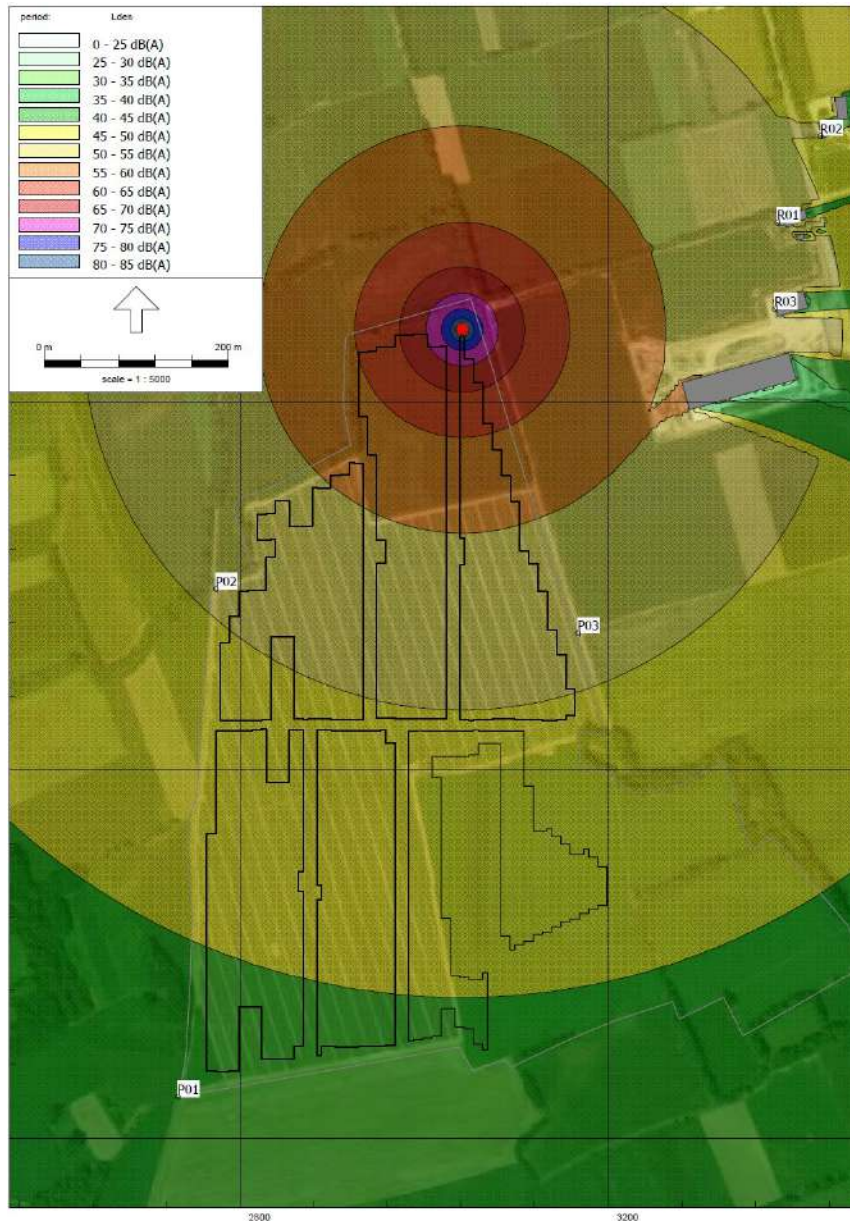 period: Lden
0 - 25 dB(A)
25 - 30 dB(A)
30 - 35 dB(A)
35 - 40 dB(A)
40 - 45 dB(A)
45 - 50 dB(A)
50 - 55 dB(A)
55 - 60 dB(A)
60 - 65 dB(A)
65 - 70 dB(A)
70 - 75 dB(A)
75 - 80 dB(A)
80 - 85 dB(A)
0 m 200 m
scale = 1 : 5000
R02
R01
R03
P02
P03
P01
2800 3200